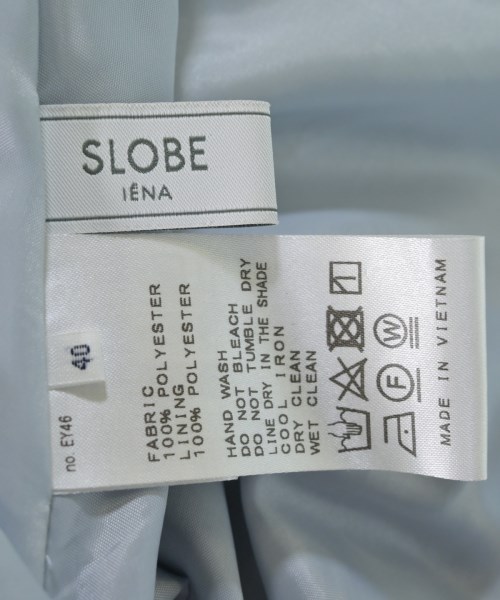 SLOBE
IÉNA
40
no. EY46
FABRIC
100% POLYESTER
LINING
100% POLYESTER
HAND WASH
DO NOT BLEACH
DO NOT TUMBLE DRY
LINE DRY IN THE SHADE
COOL IRON
DRY CLEAN
WET CLEAN
F
W
MADE IN VIETNAM